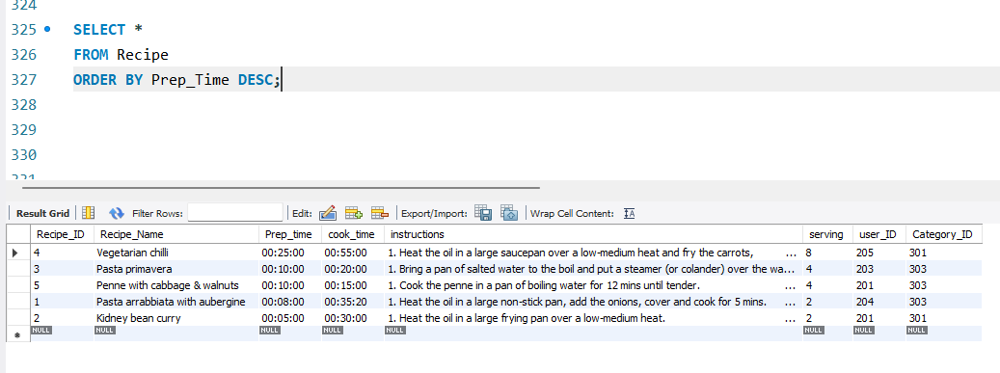 324
325 SELECT *
326 FROM Recipe
327 ORDER BY Prep_Time DESC;
328
329
330
331
Result Grid Filter Rows: Edit: Export/Import: Wrap Cell Content: IA
Recipe_ID Recipe_Name Prep_time cook_time instructions serving user_ID Category_ID
4 Vegetarian chilli 00:25:00 00:55:00 1. Heat the oil in a large saucepan over a low-medium heat and fry the carrots, ... 8 205 301
3 Pasta primavera 00:10:00 00:20:00 1. Bring a pan of salted water to the boil and put a steamer (or colander) over the wa... 4 203 303
5 Penne with cabbage & walnuts 00:10:00 00:15:00 1. Cook the penne in a pan of boiling water for 12 mins until tender. ... 4 201 303
1 Pasta arrabbiata with aubergine 00:08:00 00:35:20 1. Heat the oil in a large non-stick pan, add the onions, cover and cook for 5 mins. ... 2 204 303
2 Kidney bean curry 00:05:00 00:30:00 1. Heat the oil in a large frying pan over a low-medium heat. ... 2 201 301
NULL NULL NULL NULL NULL NULL NULL NULL